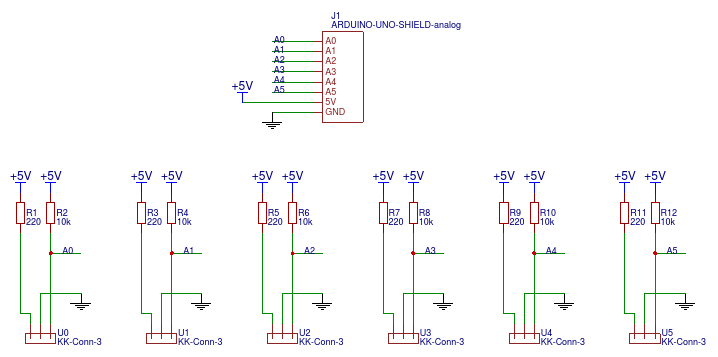 J1
ARDUINO-UNO-SHIELD-analog
A0 A0
A1 A1
A2 A2
A3 A3
A4 A4
A5 A5
+5V
5V
GND
+5V +5V +5V +5V +5V +5V +5V +5V +5V +5V +5V +5V
R1 R2 R3 R4 R5 R6 R7 R8 R9 R10 R11 R12
220 10k 220 10k 220 10k 220 10k 220 10k 220 10k
A0 A1 A2 A3 A4 A5
U0 U1 U2 U3 U4 U5
KK-Conn-3 KK-Conn-3 KK-Conn-3 KK-Conn-3 KK-Conn-3 KK-Conn-3